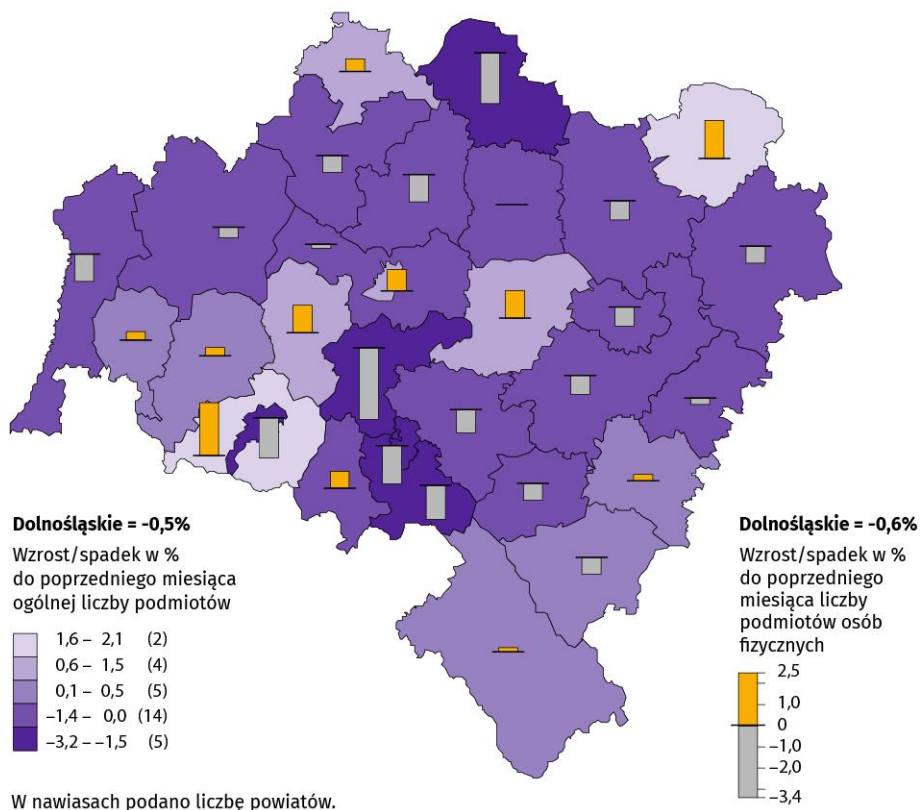 Dolnośląskie = -0,5%
Wzrost/spadek w %
do poprzedniego miesiąca
ogólnej liczby podmiotów
1,6 – 2,1 (2)
0,6 – 1,5 (4)
0,1 – 0,5 (5)
–1,4 – 0,0 (14)
–3,2 – –1,5 (5)
W nawiasach podano liczbę powiatów.
Dolnośląskie = -0,6%
Wzrost/spadek w %
do poprzedniego
miesiąca liczby
podmiotów osób
fizycznych
2,5
1,0
0
–1,0
–2,0
–3,4